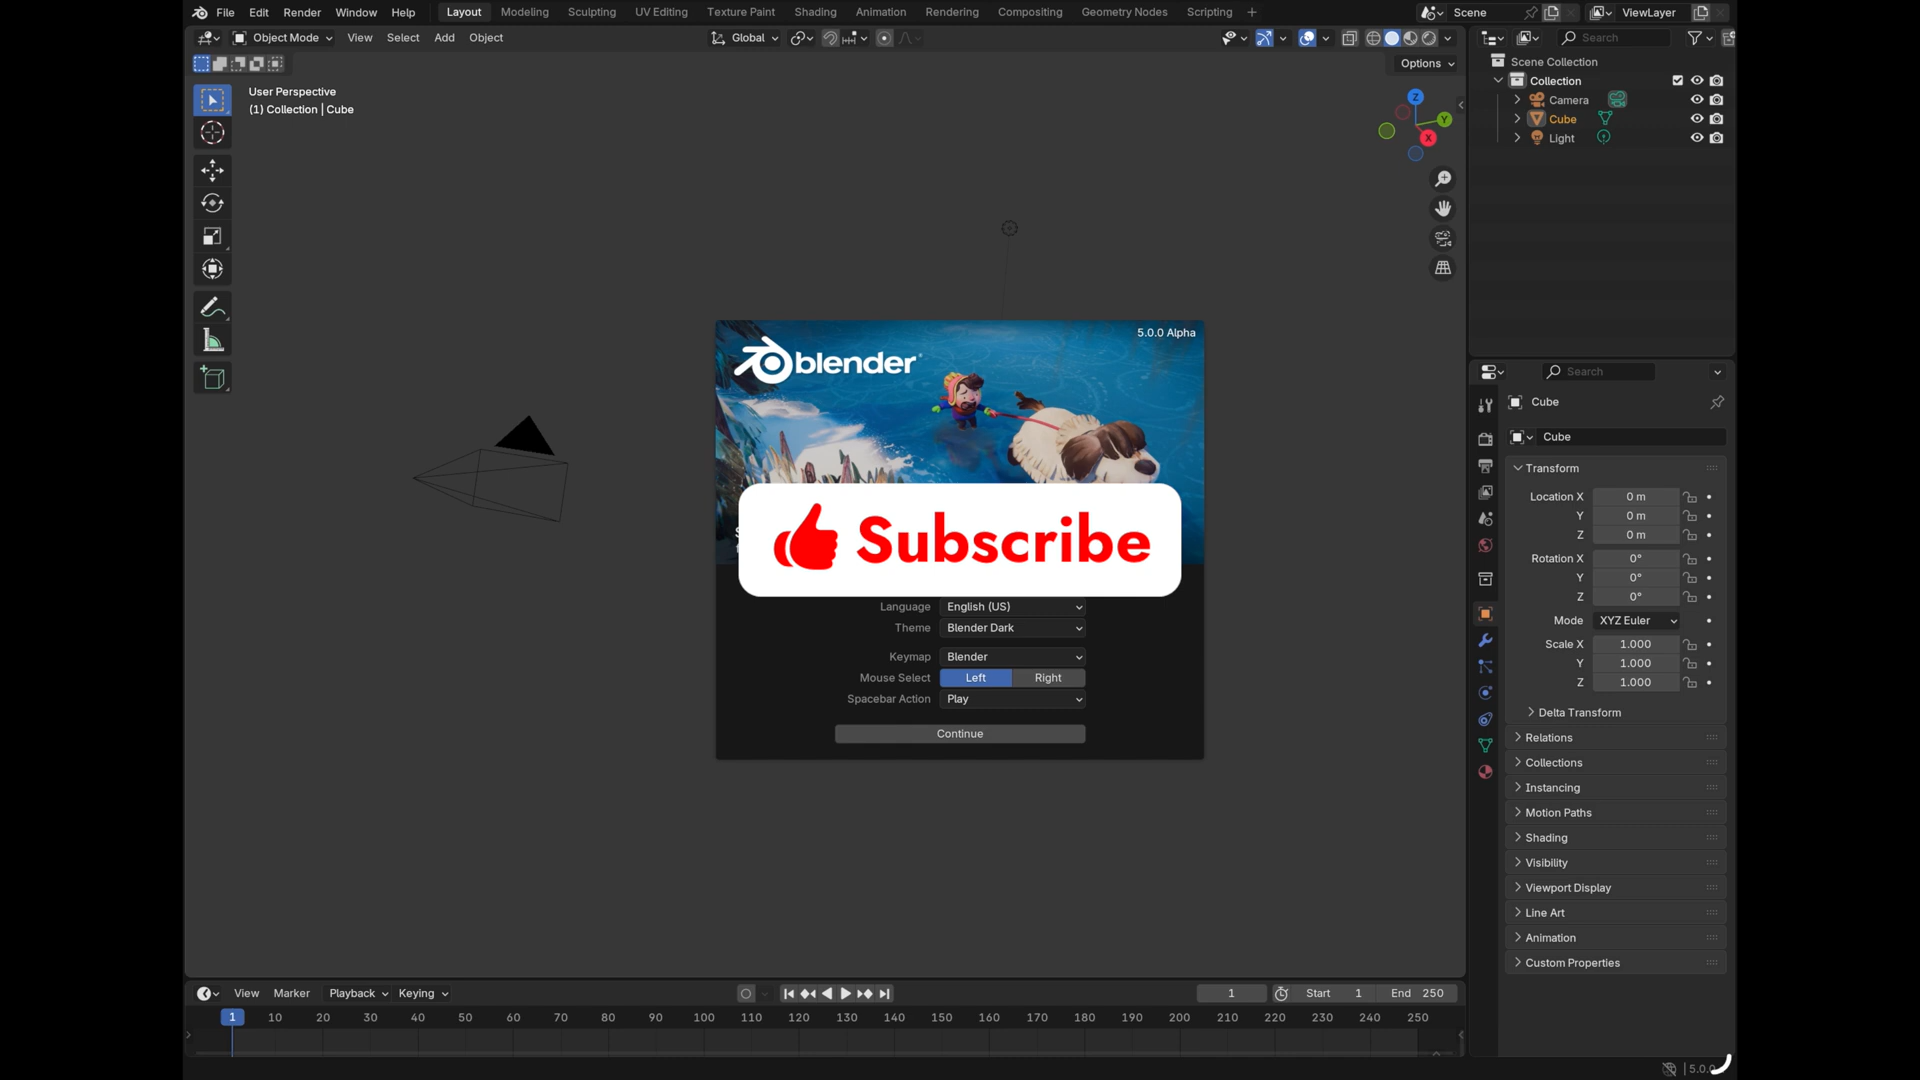 File Edit Render Window Help Layout Modeling Sculpting UV Editing Texture Paint Shading Animation Rendering Compositing Geometry Nodes Scripting + Scene ViewLayer
Object Mode View Select Add Object Global Search
Options
User Perspective
(1) Collection | Cube
Z
Y
X
Scene Collection
Collection
Camera
Cube
Light
5.0.0 Alpha
blender
Subscribe
Language English (US)
Theme Blender Dark
Keymap Blender
Mouse Select Left Right
Spacebar Action Play
Continue
Search
Cube
Cube
Transform
Location X 0 m
Y 0 m
Z 0 m
Rotation X 0°
Y 0°
Z 0°
Mode XYZ Euler
Scale X 1.000
Y 1.000
Z 1.000
Delta Transform
Relations
Collections
Instancing
Motion Paths
Shading
Visibility
Viewport Display
Line Art
Animation
Custom Properties
View Marker Playback Keying 1 Start 1 End 250
1 10 20 30 40 50 60 70 80 90 100 110 120 130 140 150 160 170 180 190 200 210 220 230 240 250